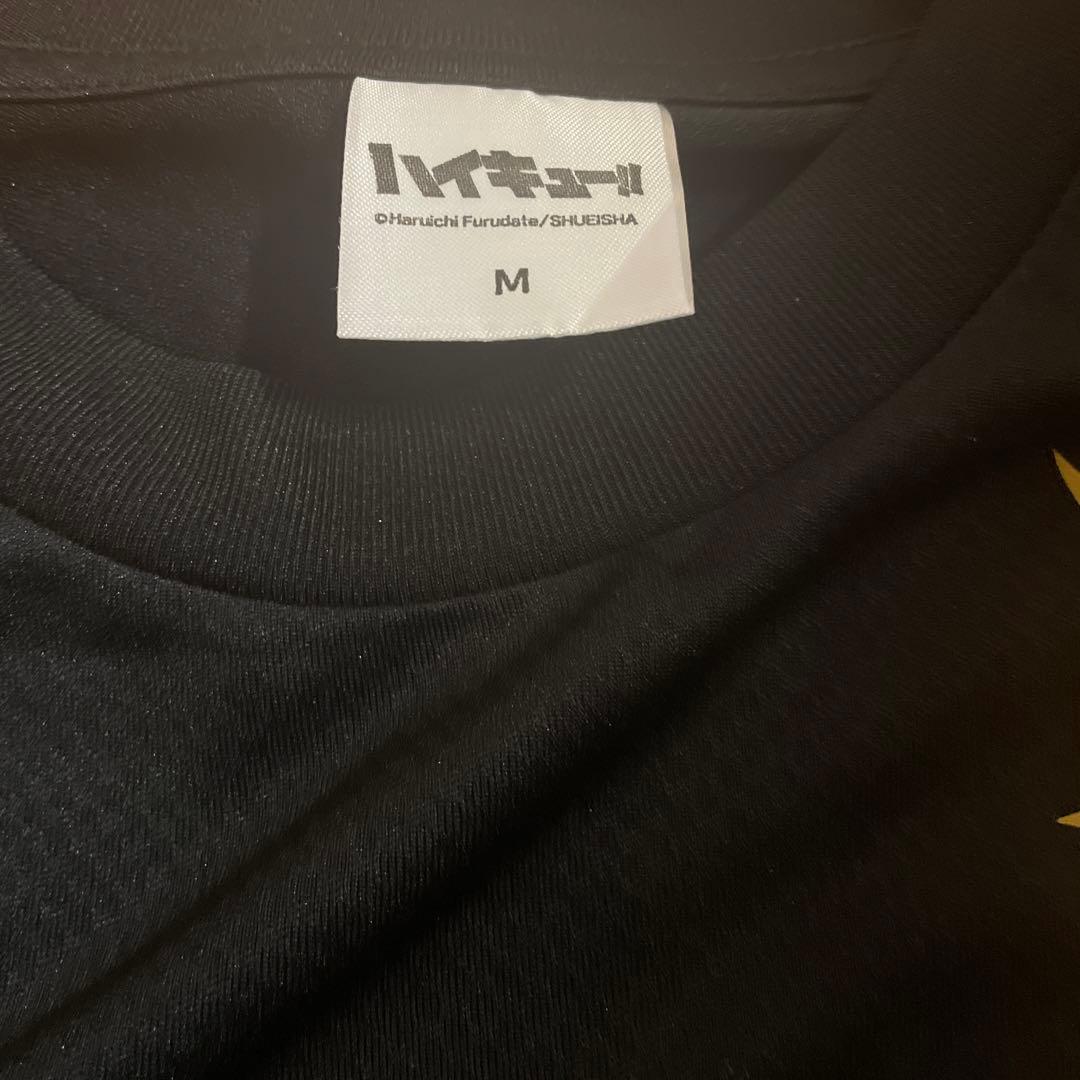 ハイキュー!!
©Haruichi Furudate/SHUEISHA
M